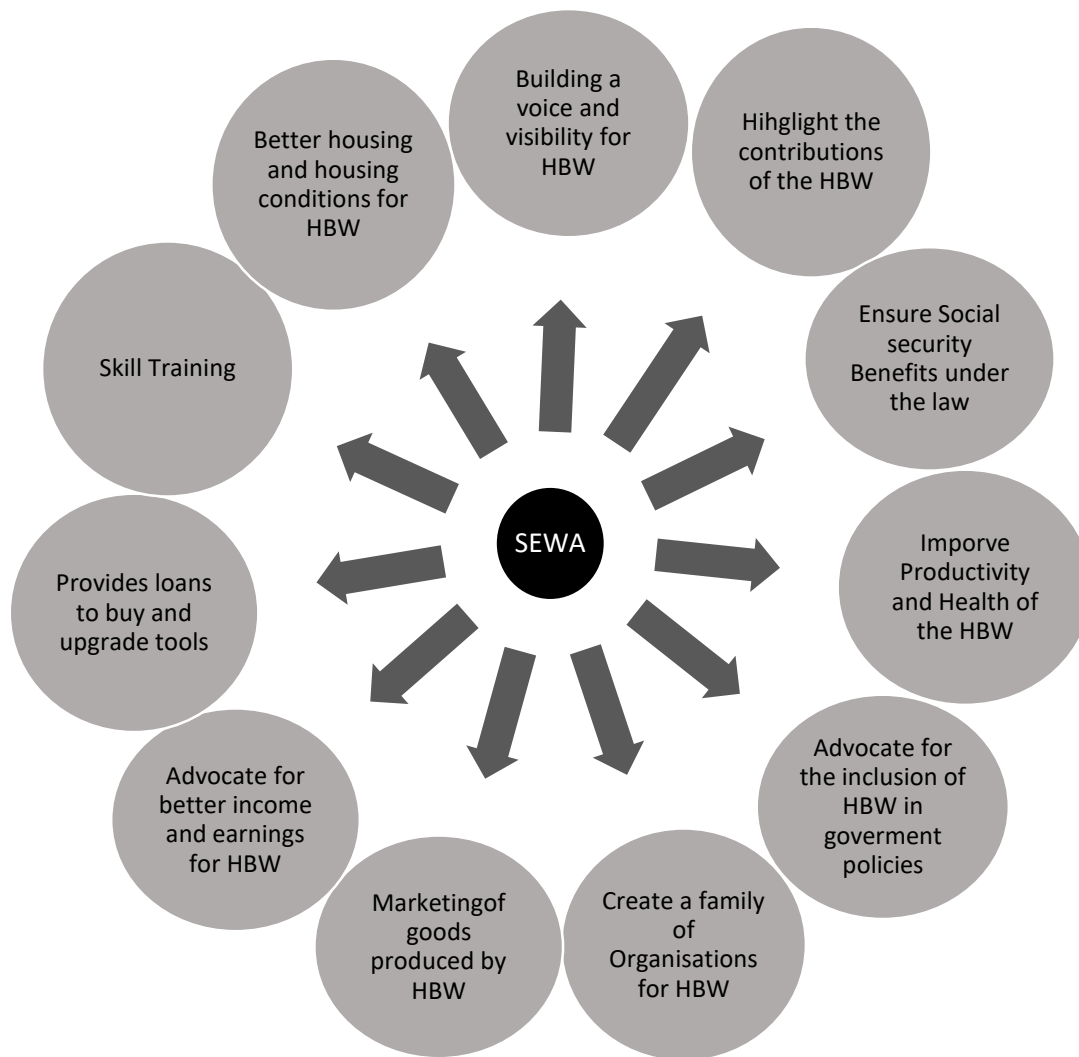 Building a
voice and
visibility for
HBW
Hihglight the
contributions
of the HBW
Ensure Social
security
Benefits under
the law
Imporve
Productivity
and Health of
the HBW
Advocate for
the inclusion of
HBW in
goverment
policies
Create a family
of
Organisations
for HBW
Marketingof
goods
produced by
HBW
Advocate for
better income
and earnings
for HBW
Provides loans
to buy and
upgrade tools
Skill Training
Better housing
and housing
conditions for
HBW
SEWA